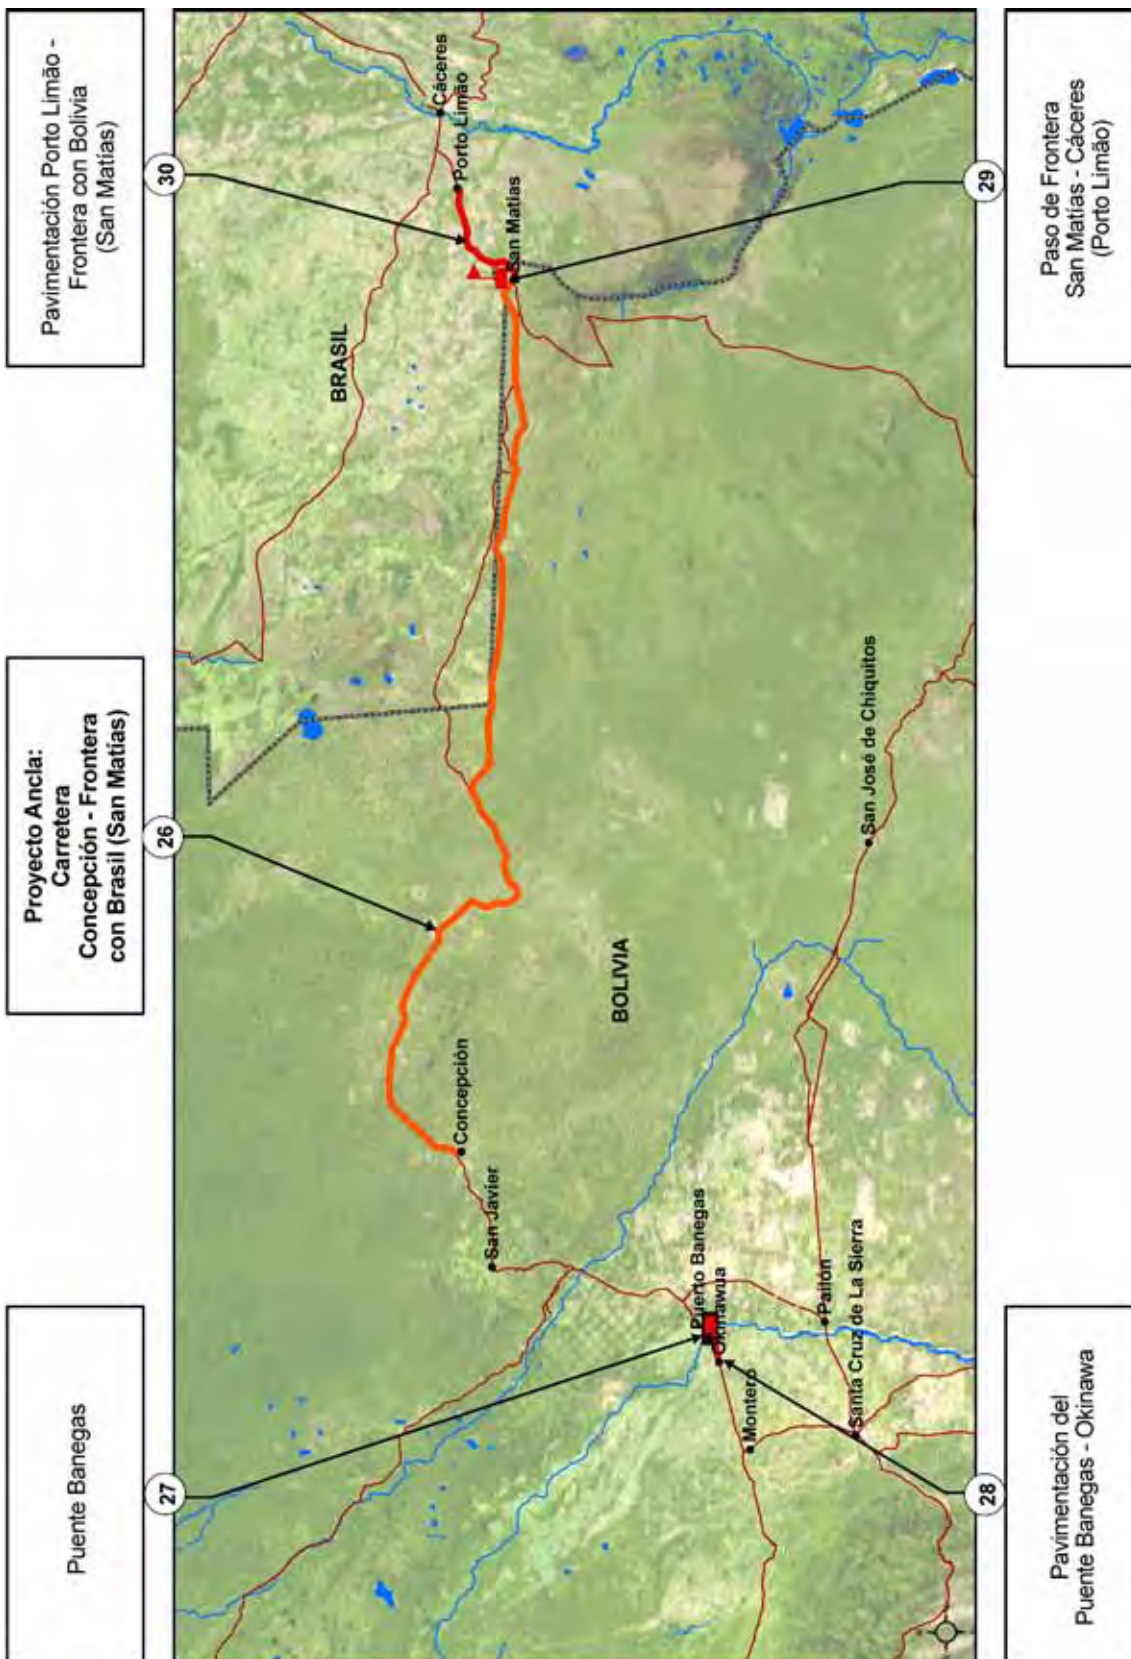 Puente Banegas
27
Proyecto Ancla:
Carretera
Concepción - Frontera
con Brasil (San Matías)
26
Pavimentación Porto Limão -
Frontera con Bolivia
(San Matías)
30
Cáceres
Porto Limão
San Matías
BRASIL
Concepción
San Javier
BOLIVIA
Puerto Banegas
Okinawua
Montero
Pailón
Santa Cruz de La Sierra
San José de Chiquitos
28
Pavimentación del
Puente Banegas - Okinawa
29
Paso de Frontera
San Matías - Cáceres
(Porto Limão)